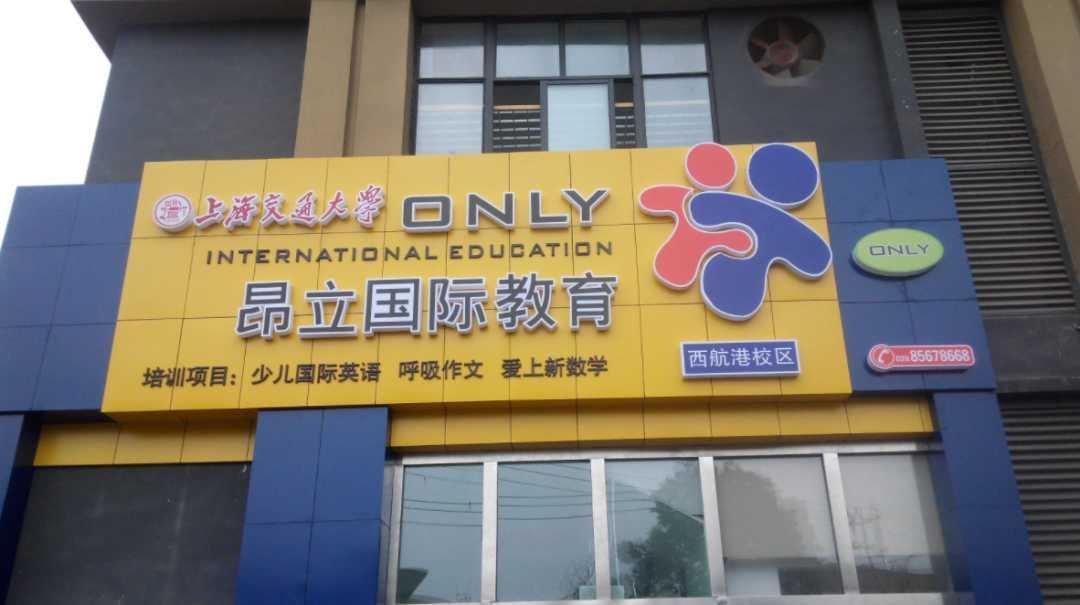 上海交通大学 ONLY
INTERNATIONAL EDUCATION
昂立国际教育
培训项目：少儿国际英语 呼吸作文 爱上新数学
西航港校区
ONLY
028 85678668